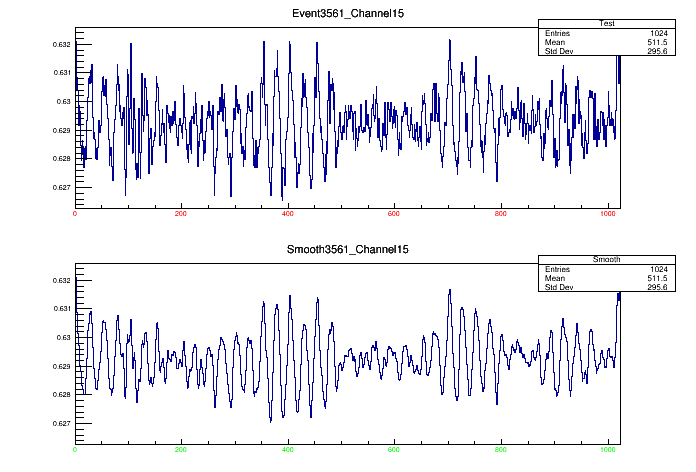 Event3561_Channel15
Test
Entries 1024
Mean 511.5
Std Dev 295.6
0.632
0.631
0.63
0.629
0.628
0.627
0 200 400 600 800 1000
Smooth3561_Channel15
Smooth
Entries 1024
Mean 511.5
Std Dev 295.6
0.632
0.631
0.63
0.629
0.628
0.627
0 200 400 600 800 1000